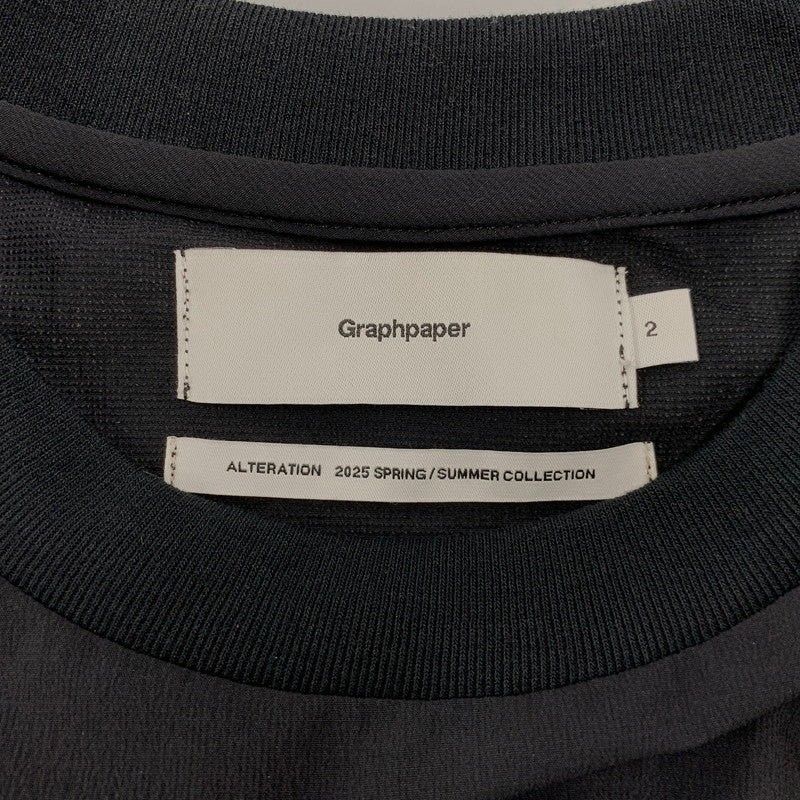 Graphpaper
2
ALTERATION 2025 SPRING/SUMMER COLLECTION